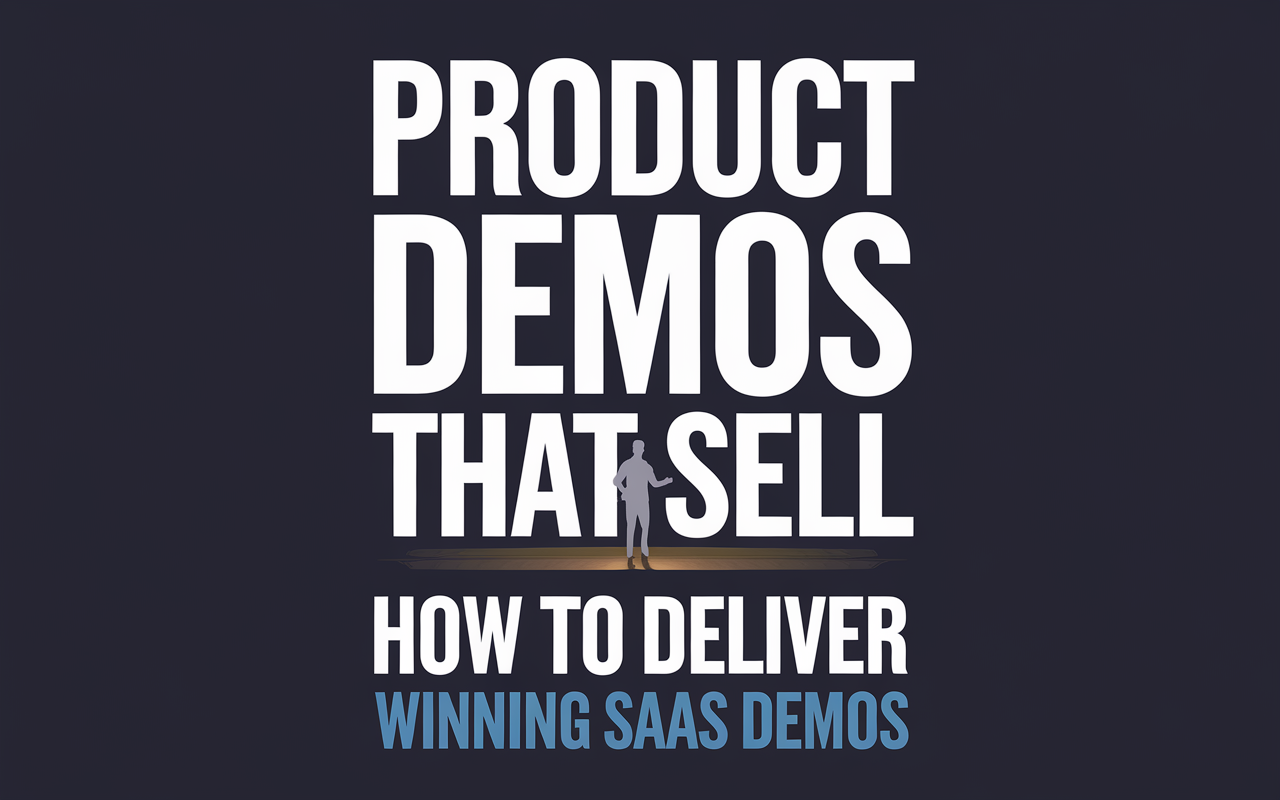 PRODUCT
DEMOS
THAT SELL
HOW TO DELIVER
WINNING SAAS DEMOS